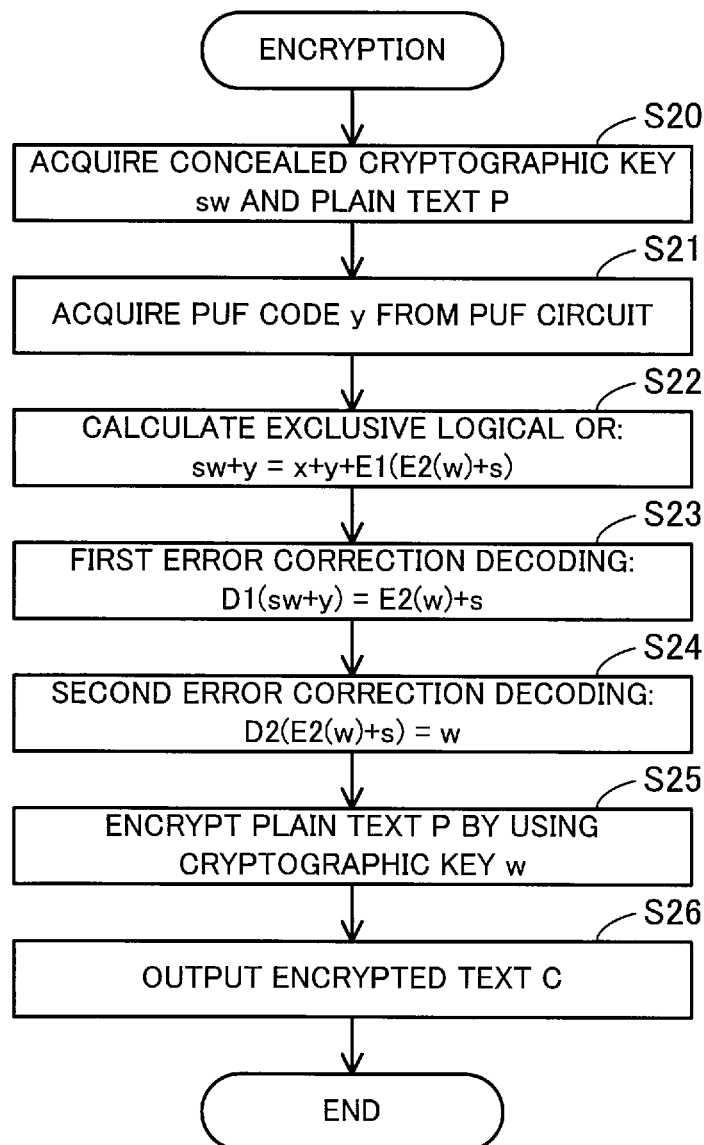 ENCRYPTION
S20
ACQUIRE CONCEALED CRYPTOGRAPHIC KEY
sw AND PLAIN TEXT P
S21
ACQUIRE PUF CODE y FROM PUF CIRCUIT
S22
CALCULATE EXCLUSIVE LOGICAL OR:
sw+y = x+y+E1(E2(w)+s)
S23
FIRST ERROR CORRECTION DECODING:
D1(sw+y) = E2(w)+s
S24
SECOND ERROR CORRECTION DECODING:
D2(E2(w)+s) = w
S25
ENCRYPT PLAIN TEXT P BY USING
CRYPTOGRAPHIC KEY w
S26
OUTPUT ENCRYPTED TEXT C
END